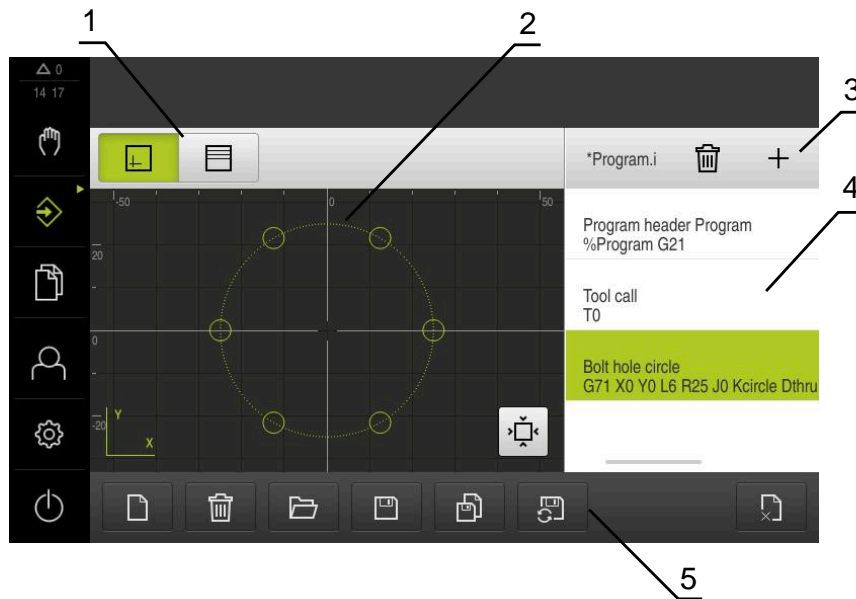 1
2
3
4
5
0
14 17
*Program.i
-50
0
50
20
0
-20
Y
X
Program header Program
%Program G21
Tool call
T0
Bolt hole circle
G71 X0 Y0 L6 R25 J0 Kcircle Dthru